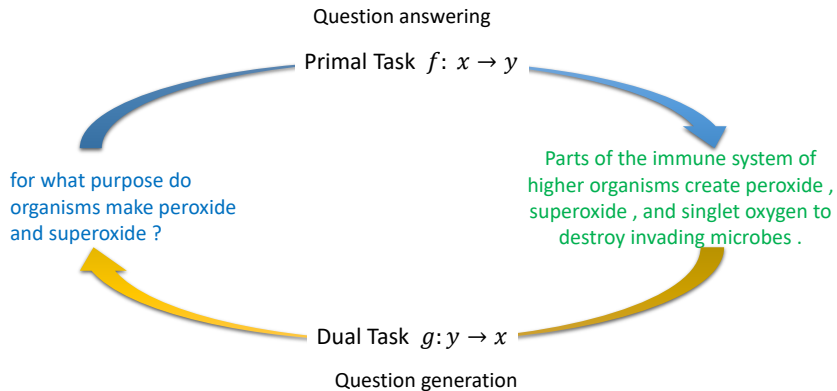 Question answering
Primal Task f: x → y
for what purpose do
organisms make peroxide
and superoxide ?
Parts of the immune system of
higher organisms create peroxide ,
superoxide , and singlet oxygen to
destroy invading microbes .
Dual Task g: y → x
Question generation